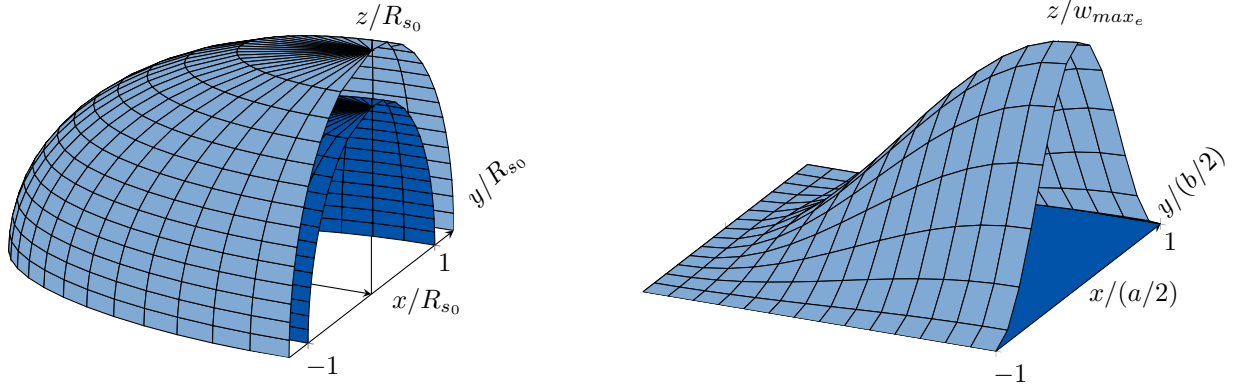 z/R_{s_0}
y/R_{s_0}
1
x/R_{s_0}
−1
z/w_{max_e}
y/(b/2)
1
x/(a/2)
−1